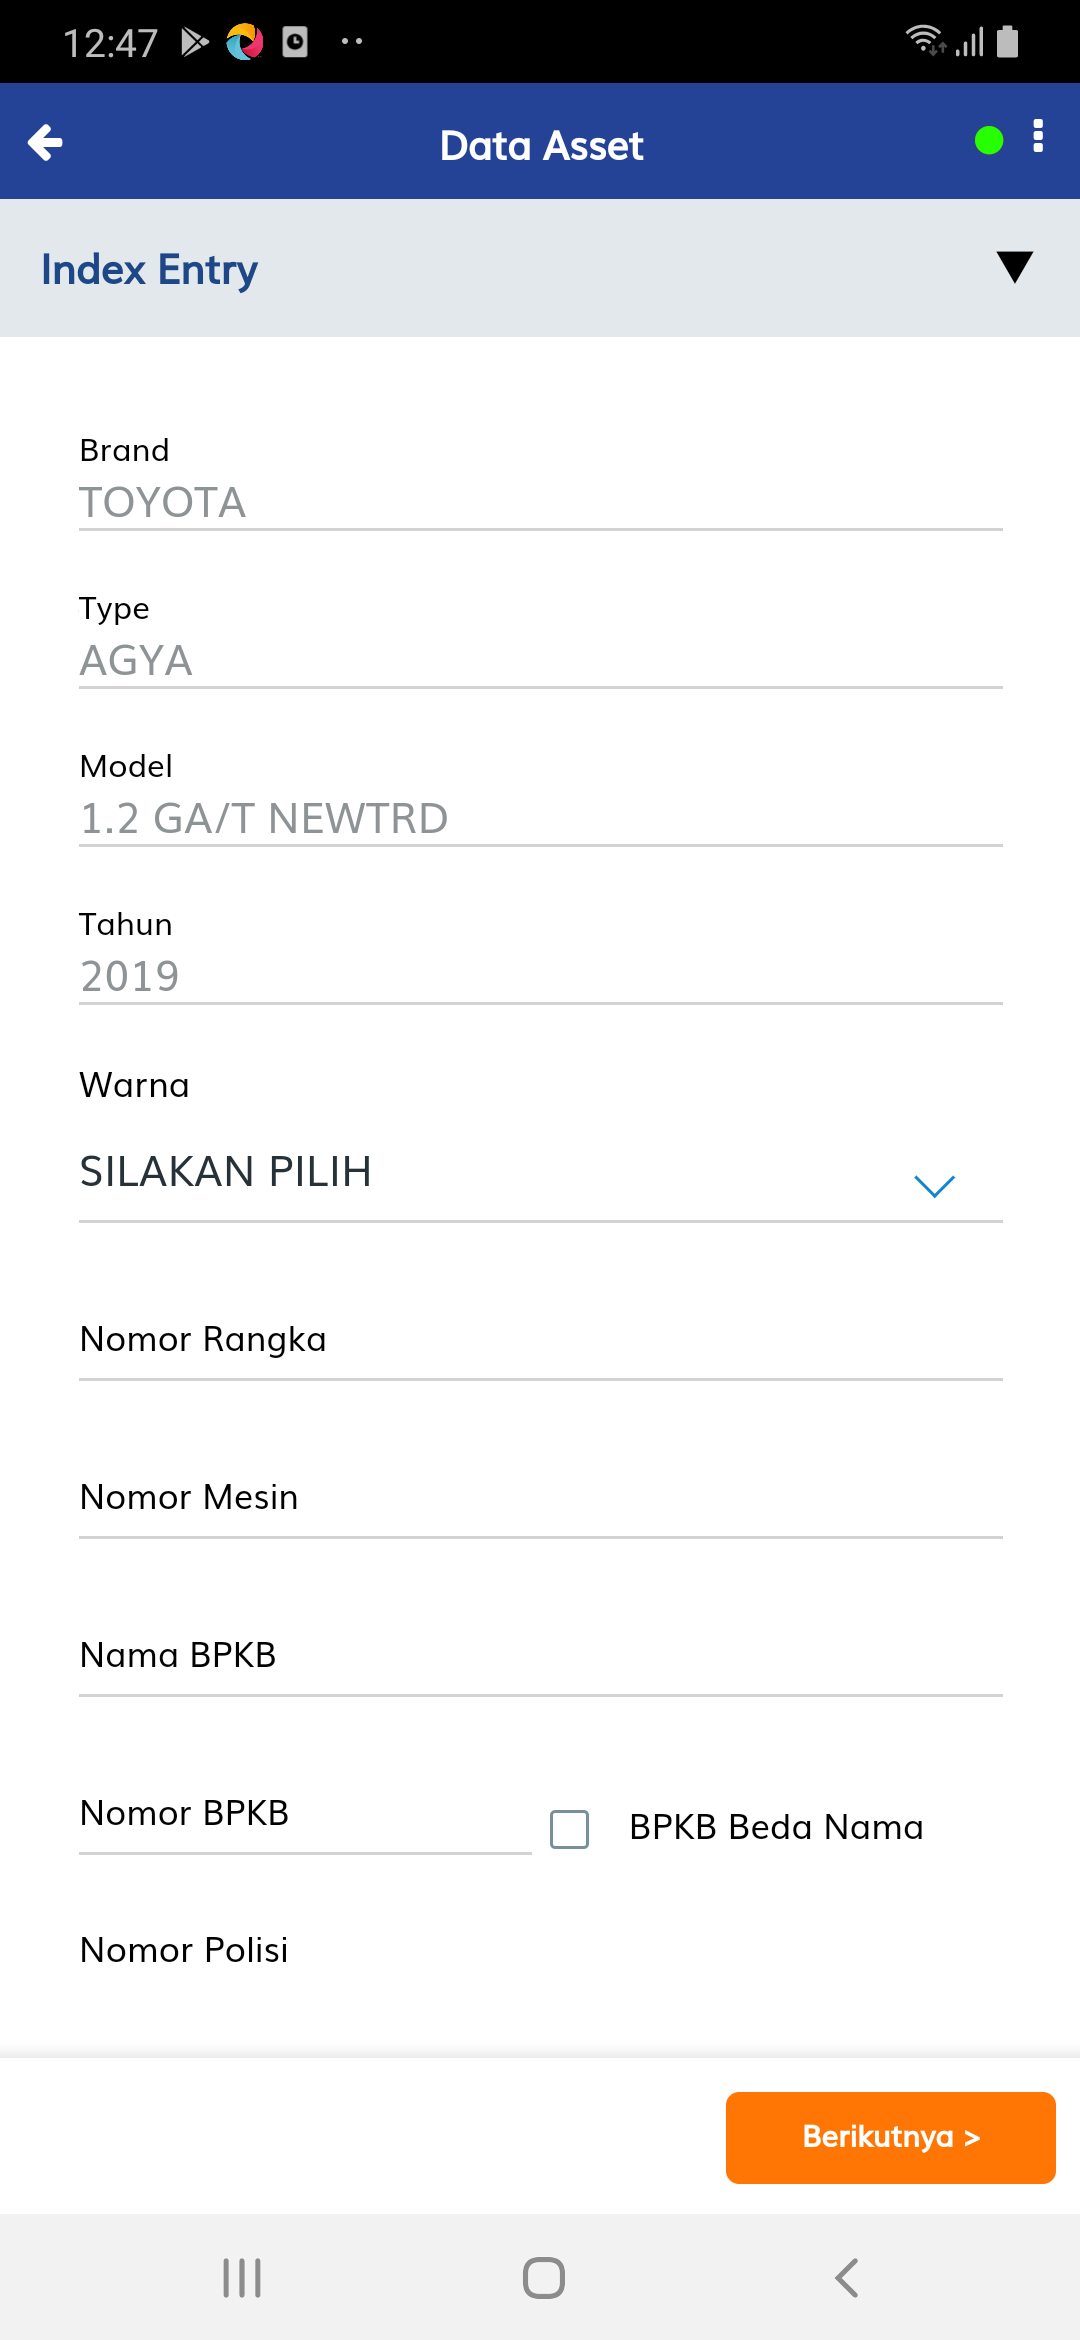 12:47
Data Asset
Index Entry
Brand
TOYOTA
Type
AGYA
Model
1.2 GA/T NEWTRD
Tahun
2019
Warna
SILAKAN PILIH
Nomor Rangka
Nomor Mesin
Nama BPKB
Nomor BPKB
BPKB Beda Nama
Nomor Polisi
Berikutnya >